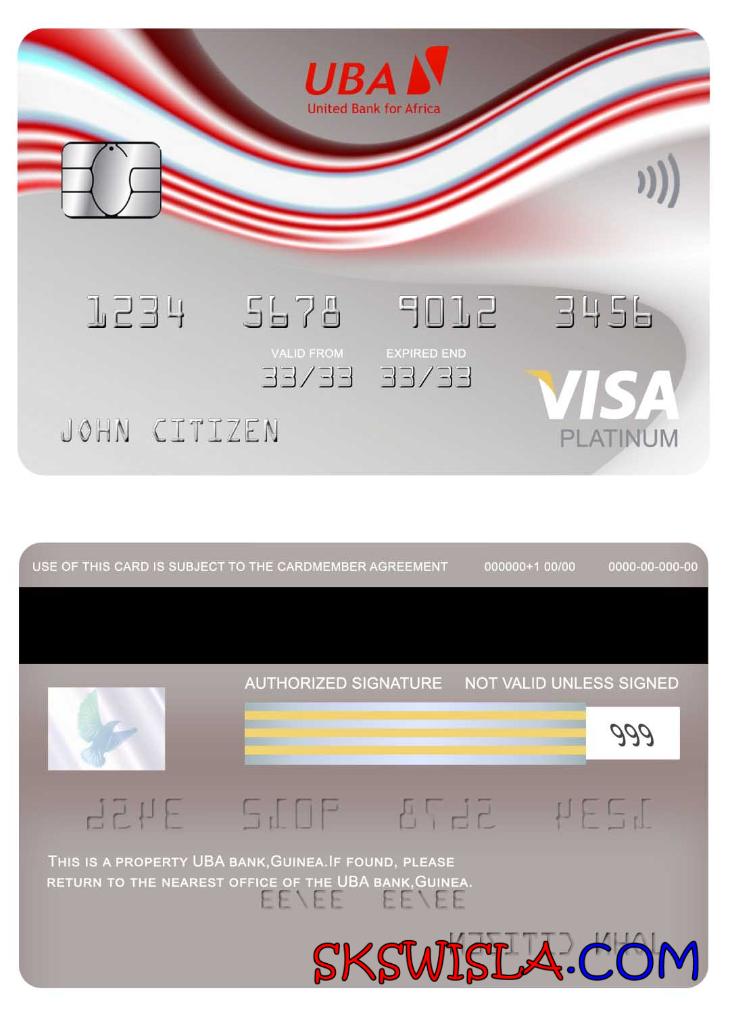 UBA
United Bank for Africa
1234 5678 9012 3456
VALID FROM EXPIRED END
33/33 33/33
JOHN CITIZEN
VISA
PLATINUM
USE OF THIS CARD IS SUBJECT TO THE CARDMEMBER AGREEMENT 000000+1 00/00 0000-00-000-00
AUTHORIZED SIGNATURE NOT VALID UNLESS SIGNED
999
THIS IS A PROPERTY UBA BANK,GUINEA.IF FOUND, PLEASE
RETURN TO THE NEAREST OFFICE OF THE UBA BANK,GUINEA.
SKSWISLA.COM